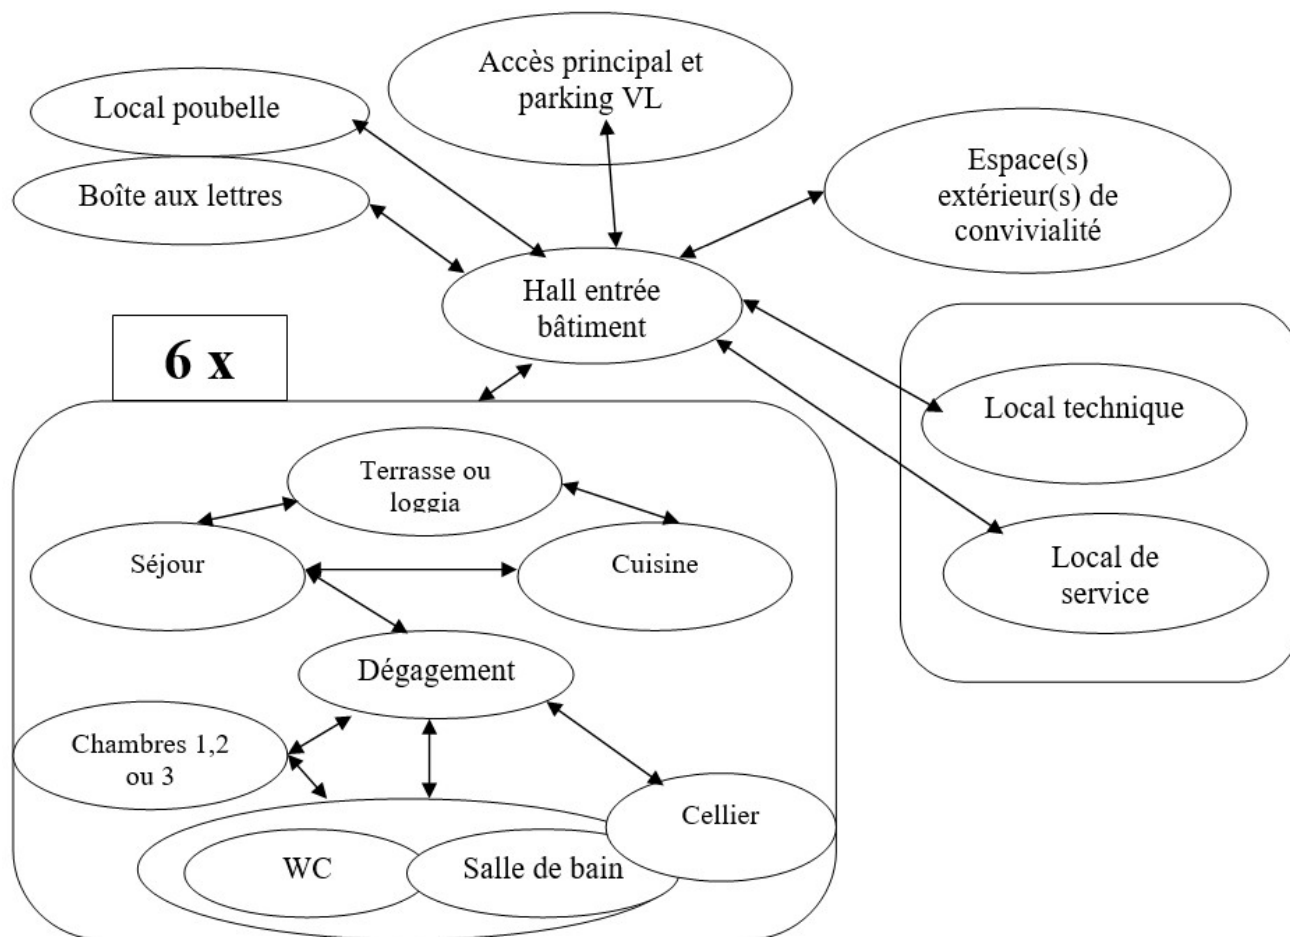 Accès principal et
parking VL
Local poubelle
Boîte aux lettres
Espace(s)
extérieur(s) de
convivialité
Hall entrée
bâtiment
6 x
Local technique
Local de
service
Terrasse ou
loggia
Séjour
Cuisine
Dégagement
Chambres 1,2
ou 3
Cellier
WC
Salle de bain